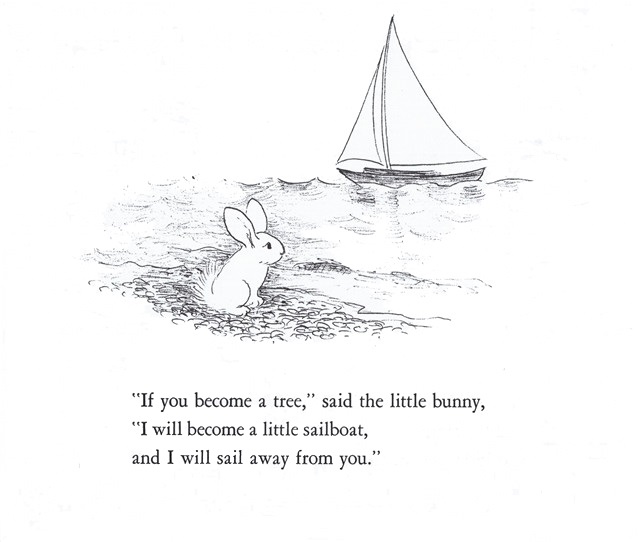 "If you become a tree," said the little bunny,
"I will become a little sailboat,
and I will sail away from you."